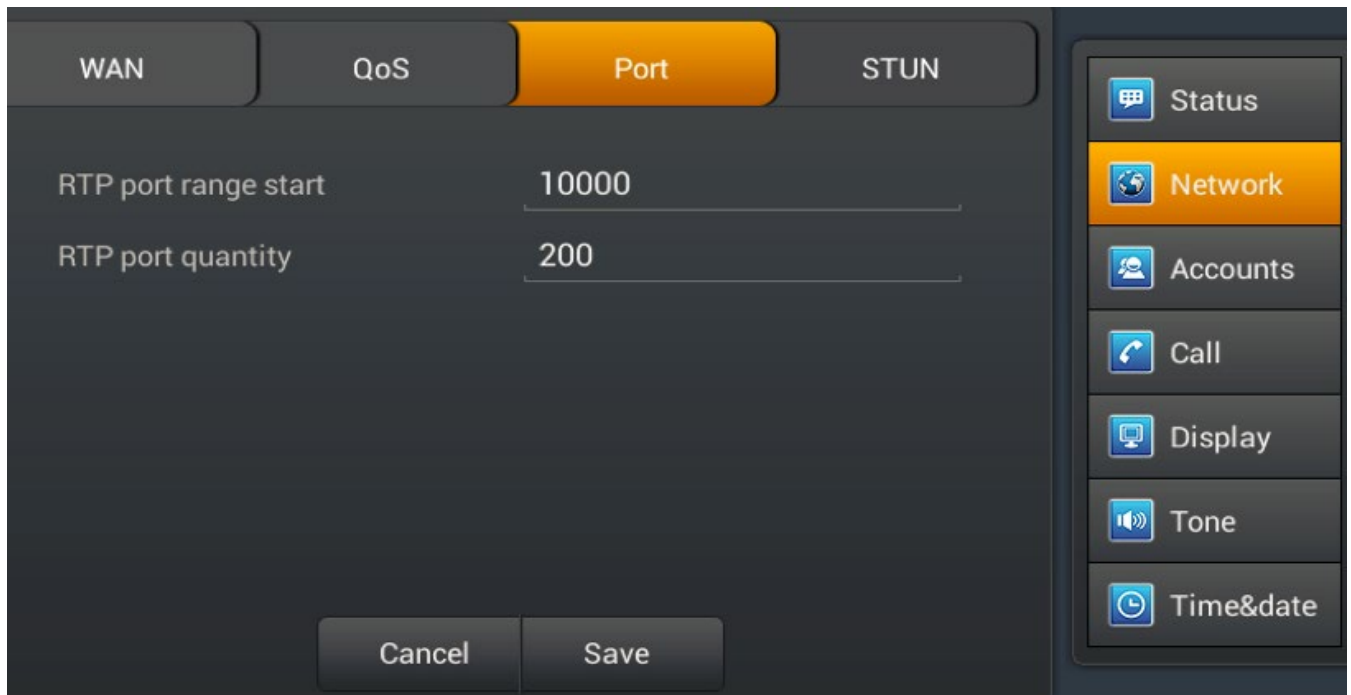 WAN QoS Port STUN
RTP port range start 10000
RTP port quantity 200
Cancel Save
Status
Network
Accounts
Call
Display
Tone
Time&date